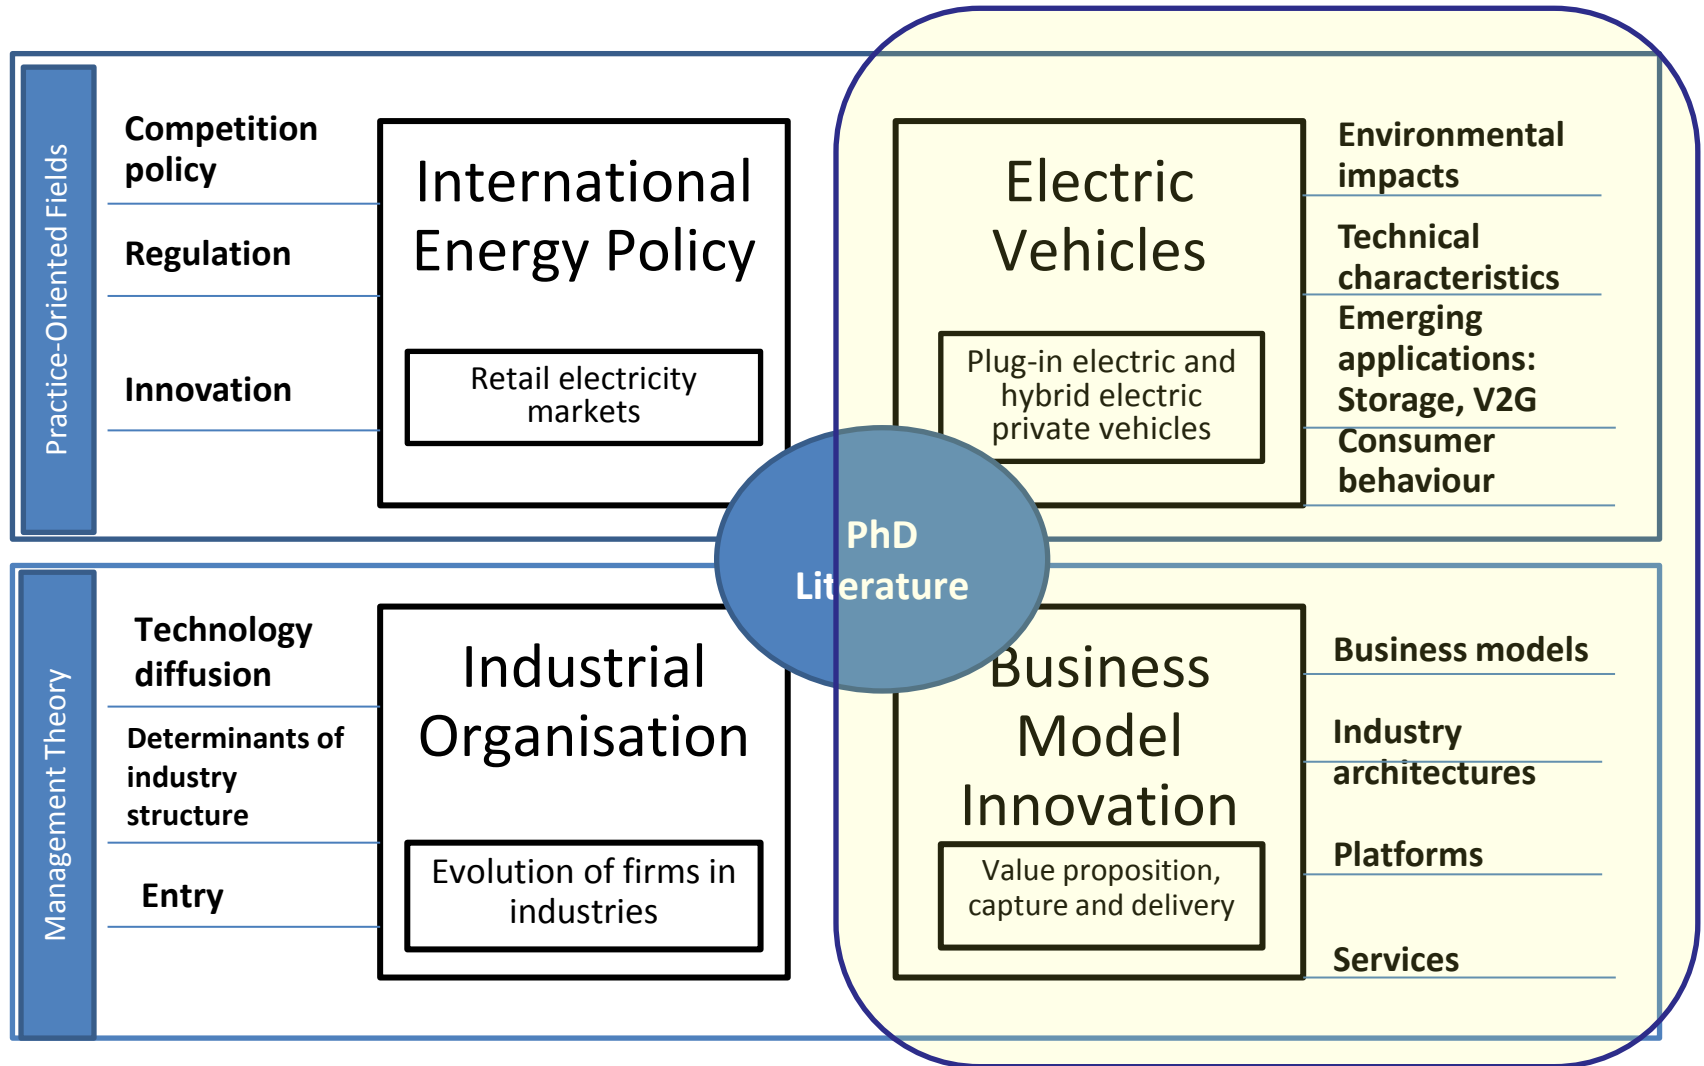 Practice-Oriented Fields
Competition
policy
Regulation
Innovation
International
Energy Policy
Retail electricity
markets
Electric
Vehicles
Plug-in electric and
hybrid electric
private vehicles
Environmental
impacts
Technical
characteristics
Emerging
applications:
Storage, V2G
Consumer
behaviour
PhD
Literature
Management Theory
Technology
diffusion
Determinants of
industry
structure
Entry
Industrial
Organisation
Evolution of firms in
industries
Business
Model
Innovation
Value proposition,
capture and delivery
Business models
Industry
architectures
Platforms
Services